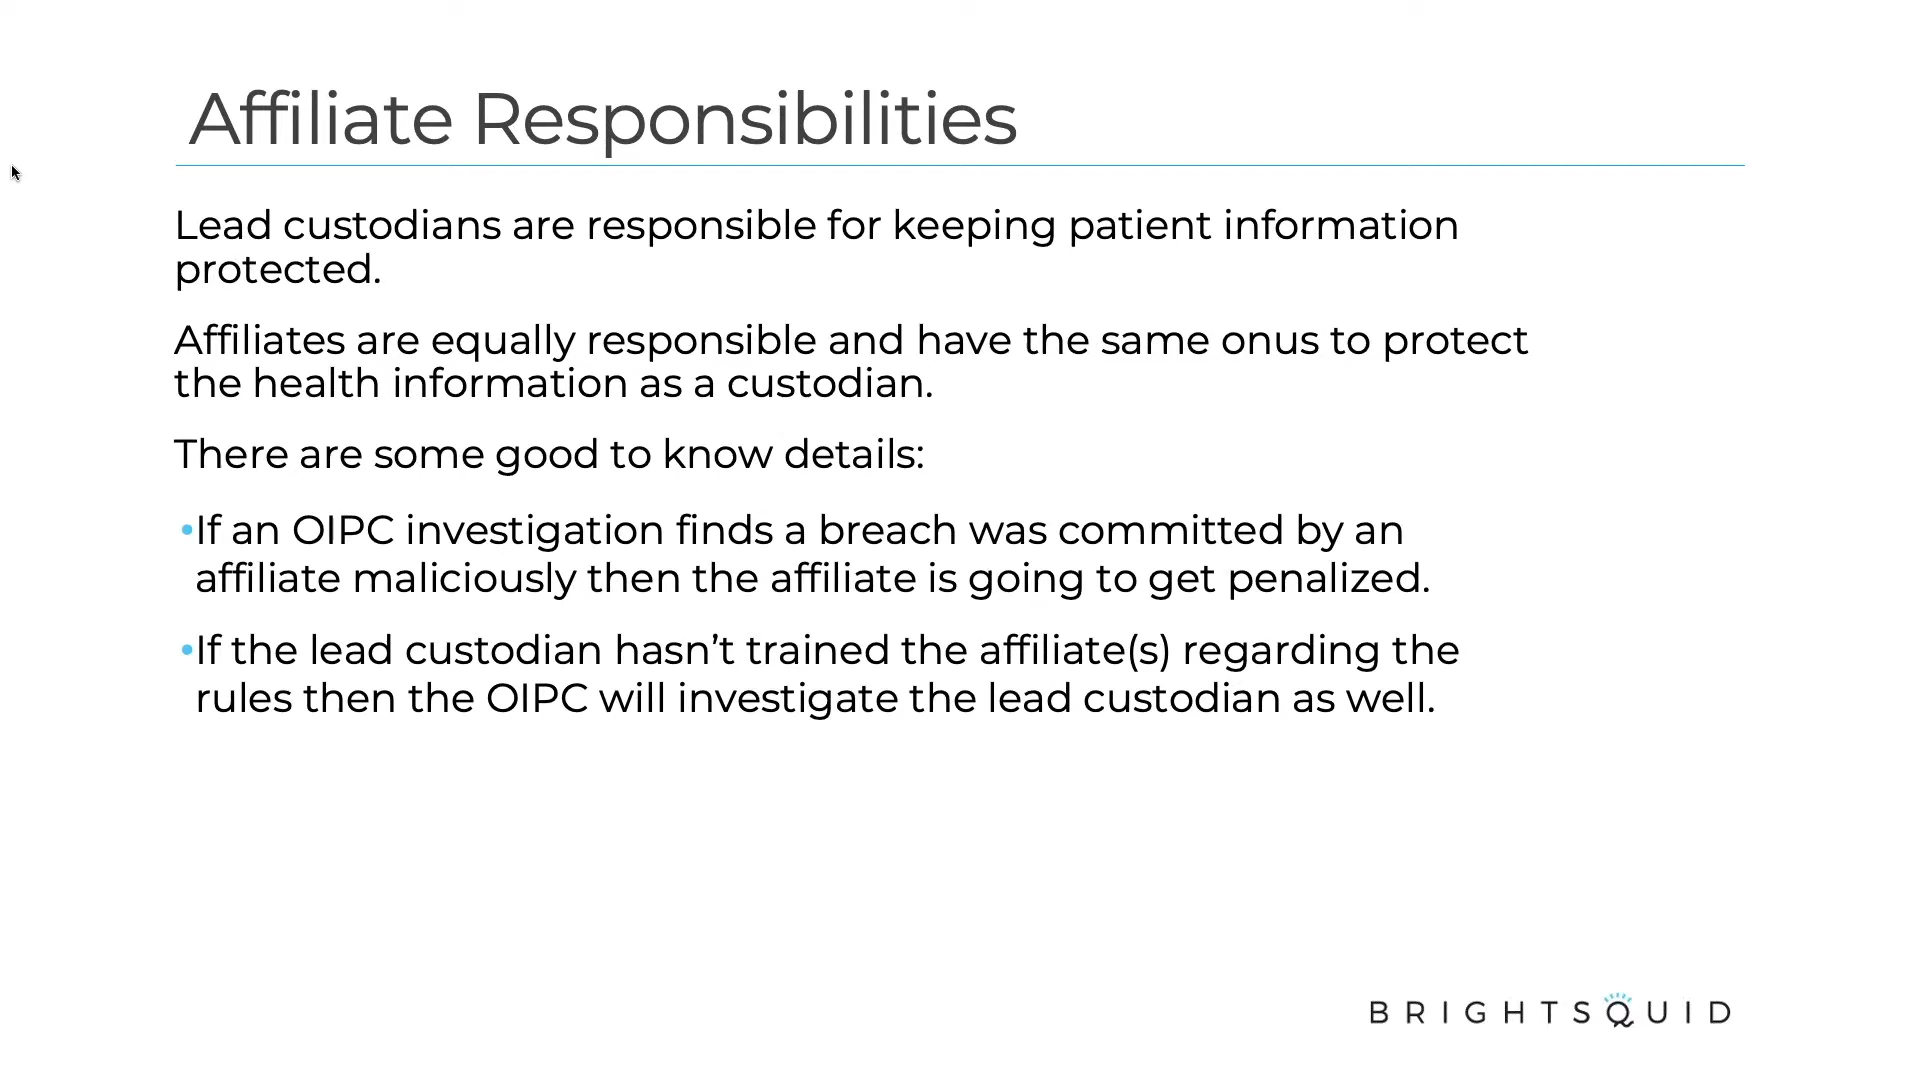 Affiliate Responsibilities
Lead custodians are responsible for keeping patient information
protected.
Affiliates are equally responsible and have the same onus to protect
the health information as a custodian.
There are some good to know details:
•If an OIPC investigation finds a breach was committed by an
affiliate maliciously then the affiliate is going to get penalized.
•If the lead custodian hasn’t trained the affiliate(s) regarding the
rules then the OIPC will investigate the lead custodian as well.
BRIGHTSQUID